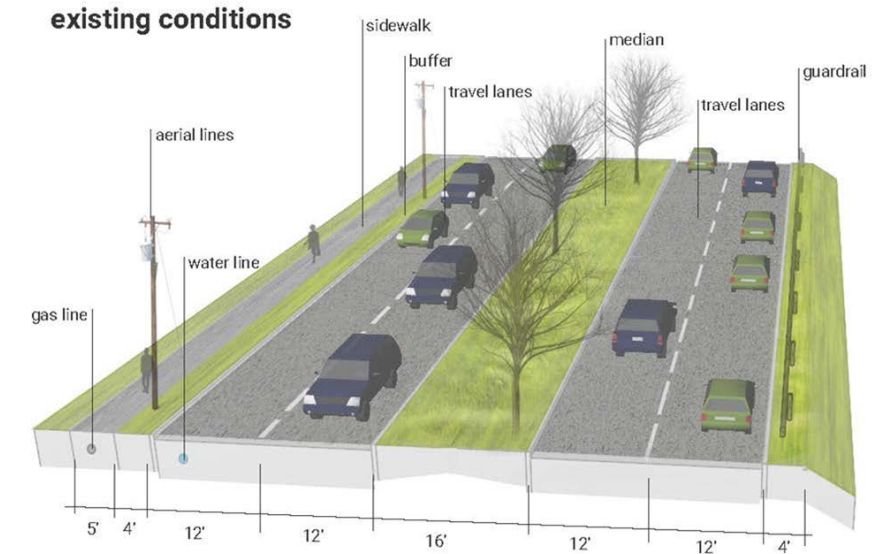 existing conditions
sidewalk
median
buffer
guardrail
travel lanes
travel lanes
aerial lines
water line
gas line
5'
4'
12'
12'
16'
12'
12'
4'